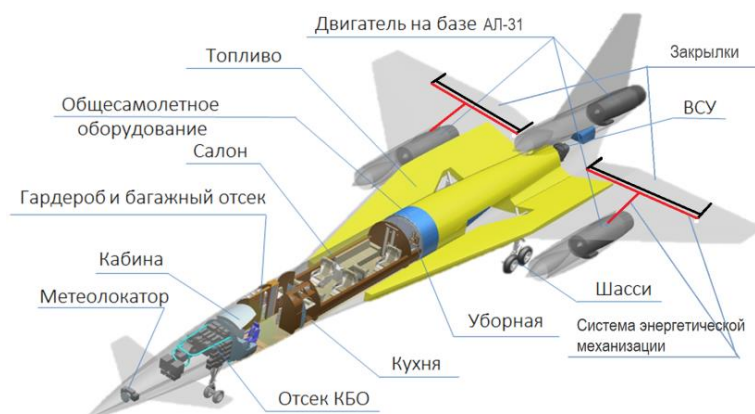 Двигатель на базе АЛ-31
Закрылки
Топливо
ВСУ
Общесамолетное
оборудование
Салон
Гардероб и багажный отсек
Кабина
Метеолокатор
Шасси
Уборная
Система энергетической
механизации
Кухня
Отсек КБО